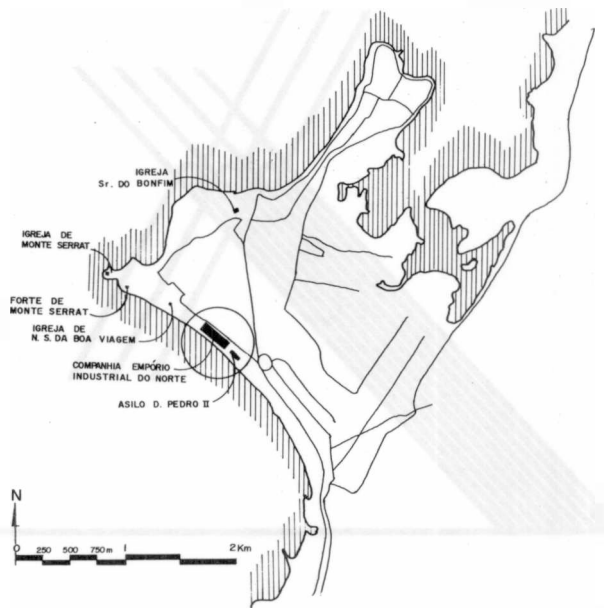 IGREJA
Sr. DO BONFIM
IGREJA DE
MONTE SERRAT
FORTE DE
MONTE SERRAT
IGREJA DE
N. S. DA BOA VIAGEM
COMPANHIA EMPÓRIO
INDUSTRIAL DO NORTE
ASILO D. PEDRO II
N
0 250 500 750 m 1 2 Km